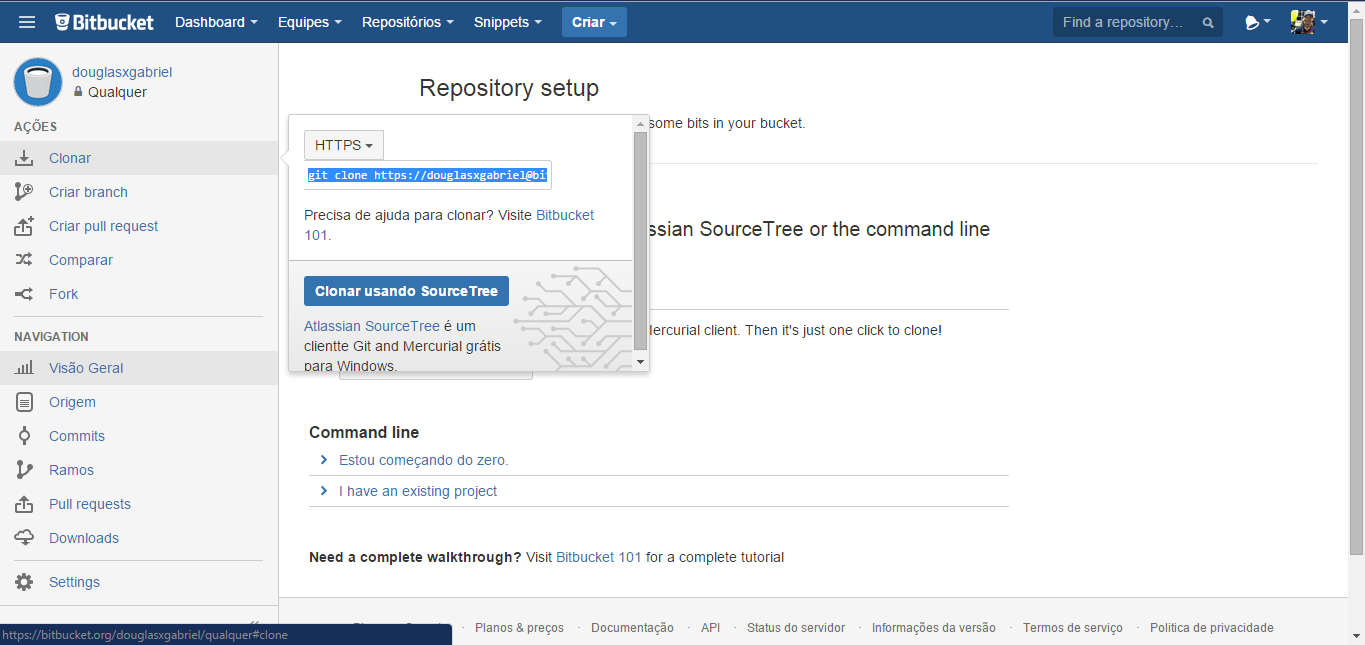 Bitbucket Dashboard Equipes Repositórios Snippets Criar Find a repository...
douglasxgabriel
Qualquer
AÇÕES
Clonar
Criar branch
Criar pull request
Comparar
Fork
NAVIGATION
Visão Geral
Origem
Commits
Ramos
Pull requests
Downloads
Settings
https://bitbucket.org/douglasxgabriel/qualquer#clone
Repository setup
some bits in your bucket.
HTTPS
git clone https://douglasxgabriel@bi
Precisa de ajuda para clonar? Visite Bitbucket
101.
Clonar usando SourceTree
Atlassian SourceTree é um
clientte Git and Mercurial grátis
para Windows.
ssian SourceTree or the command line
Mercurial client. Then it's just one click to clone!
Command line
Estou começando do zero.
I have an existing project
Need a complete walkthrough? Visit Bitbucket 101 for a complete tutorial
· Planos & preços · Documentação · API · Status do servidor · Informações da versão · Termos de serviço · Politica de privacidade